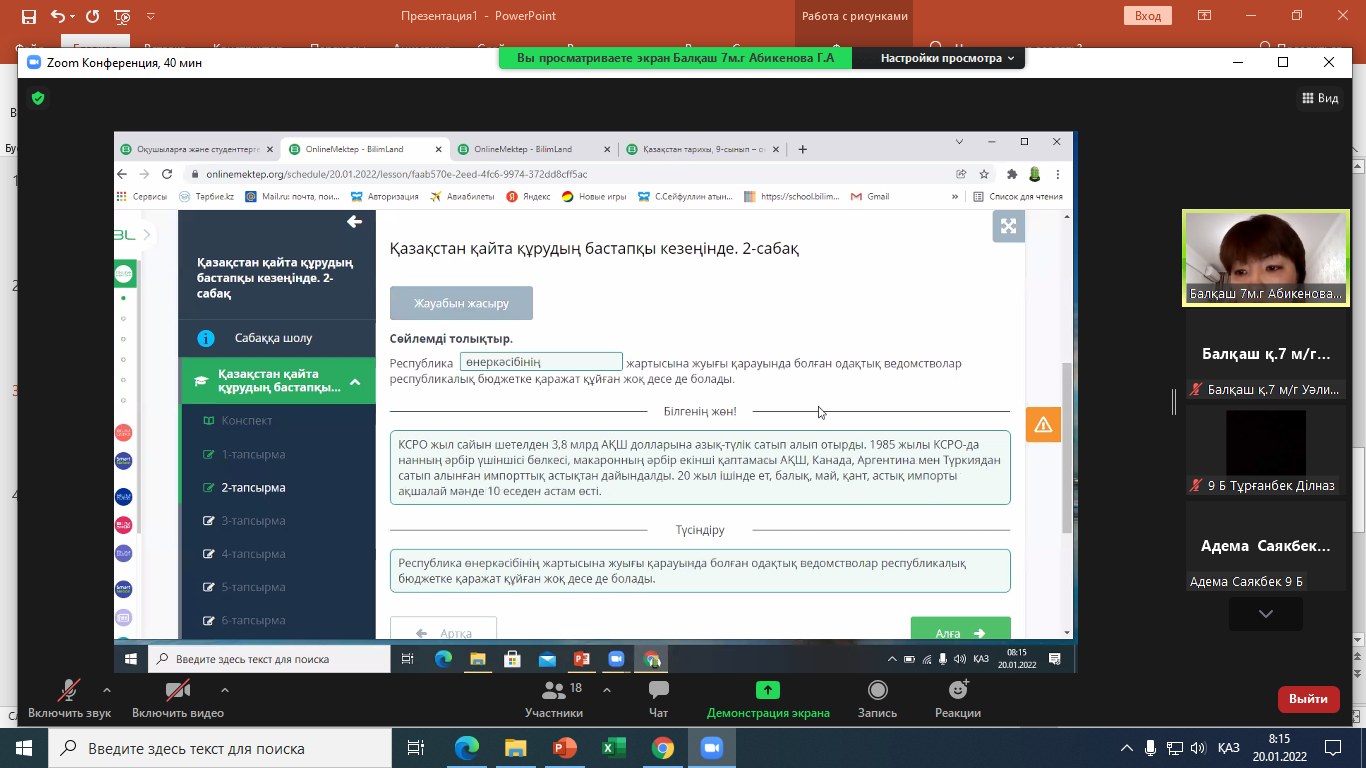 Презентация1 - PowerPoint
Работа с рисунками
Вход
Zoom Конференция, 40 мин
Вы просматриваете экран Балқаш 7м.г Абикенова Г.А
Настройки просмотра
Вид
Оқушыларға және студенттерг
OnlineMektep - BilimLand
OnlineMektep - BilimLand
Қазақстан тарихы, 9-сынып – с
onlinemektep.org/schedule/20.01.2022/lesson/faab570e-2eed-4fc6-9974-372dd8cff5ac
Сервисы
Тәрбие.kz
Mail.ru: почта, пои...
Авторизация
Авиабилеты
Яндекс
Новые игры
С.Сейфуллин атын...
https://school.bilim...
Gmail
»
Список для чтения
BL
Қазақстан қайта құрудың
бастапқы кезеңінде. 2-
сабақ
Сабаққа шолу
Қазақстан қайта
құрудың бастапқы...
Конспект
1-тапсырма
2-тапсырма
3-тапсырма
4-тапсырма
5-тапсырма
6-тапсырма
Қазақстан қайта құрудың бастапқы кезеңінде. 2-сабақ
Жауабын жасыру
Сөйлемді толықтыр.
Республика өнеркәсібінің жартысына жуығы қарауында болған одақтық ведомстволар
республикалық бюджетке қаражат құйған жоқ десе де болады.
Білгенің жөн!
КСРО жыл сайын шетелден 3,8 млрд АҚШ долларына азық-түлік сатып алып отырды. 1985 жылы КСРО-да
нанның әрбір үшіншісі бөлкесі, макаронның әрбір екінші қаптамасы АҚШ, Канада, Аргентина мен Түркиядан
сатып алынған импорттық астықтан дайындалды. 20 жыл ішінде ет, балық, май, қант, астық импорты
ақшалай мәнде 10 еседен астам өсті.
Түсіндіру
Республика өнеркәсібінің жартысына жуығы қарауында болған одақтық ведомстволар республикалық
бюджетке қаражат құйған жоқ десе де болады.
Артқа
Алға
Введите здесь текст для поиска
ҚАЗ
08:15
20.01.2022
Балқаш 7м.г Абикенова...
Балқаш қ.7 м/г...
Балқаш қ.7 м/г Уәли...
9 Б Тұрғанбек Ділназ
Адема Саякбек...
Адема Саякбек 9 Б
Включить звук
Включить видео
Участники
18
Чат
Демонстрация экрана
Запись
Реакции
Выйти
Введите здесь текст для поиска
ҚАЗ
8:15
20.01.2022